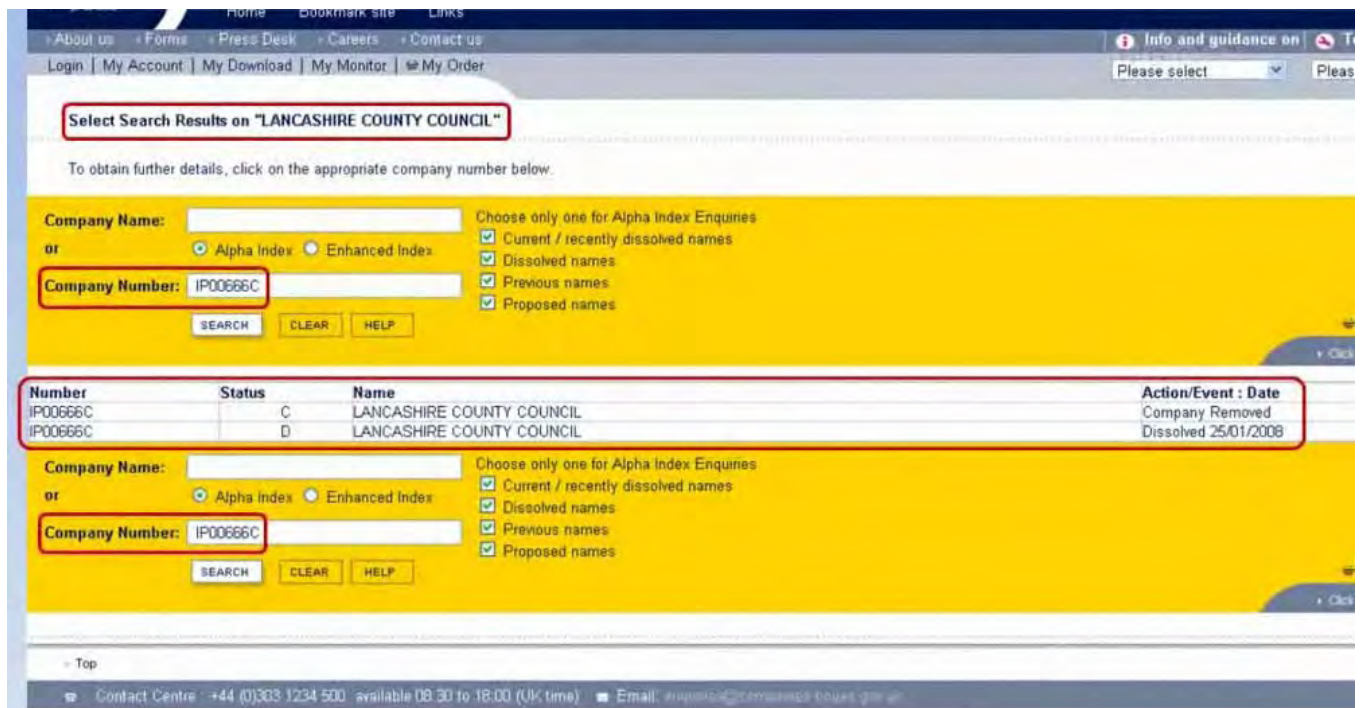 Home Bookmark site Links
About us Forms Press Desk Careers Contact us
Info and guidance on
Login | My Account | My Download | My Monitor | My Order
Please select
Select Search Results on "LANCASHIRE COUNTY COUNCIL"
To obtain further details, click on the appropriate company number below.
Company Name: Choose only one for Alpha Index Enquiries
Current / recently dissolved names
or Alpha Index Enhanced Index
Dissolved names
Company Number: IP00666C Previous names
Proposed names
SEARCH CLEAR HELP
Click
Number Status Name Action/Event : Date
IP00666C C LANCASHIRE COUNTY COUNCIL Company Removed
IP00666C D LANCASHIRE COUNTY COUNCIL Dissolved 25/01/2008
Company Name: Choose only one for Alpha Index Enquiries
Current / recently dissolved names
or Alpha Index Enhanced Index
Dissolved names
Company Number: IP00666C Previous names
Proposed names
SEARCH CLEAR HELP
Click
Top
Contact Centre +44 (0)303 1234 500 available 08:30 to 18:00 (UK time) Email: